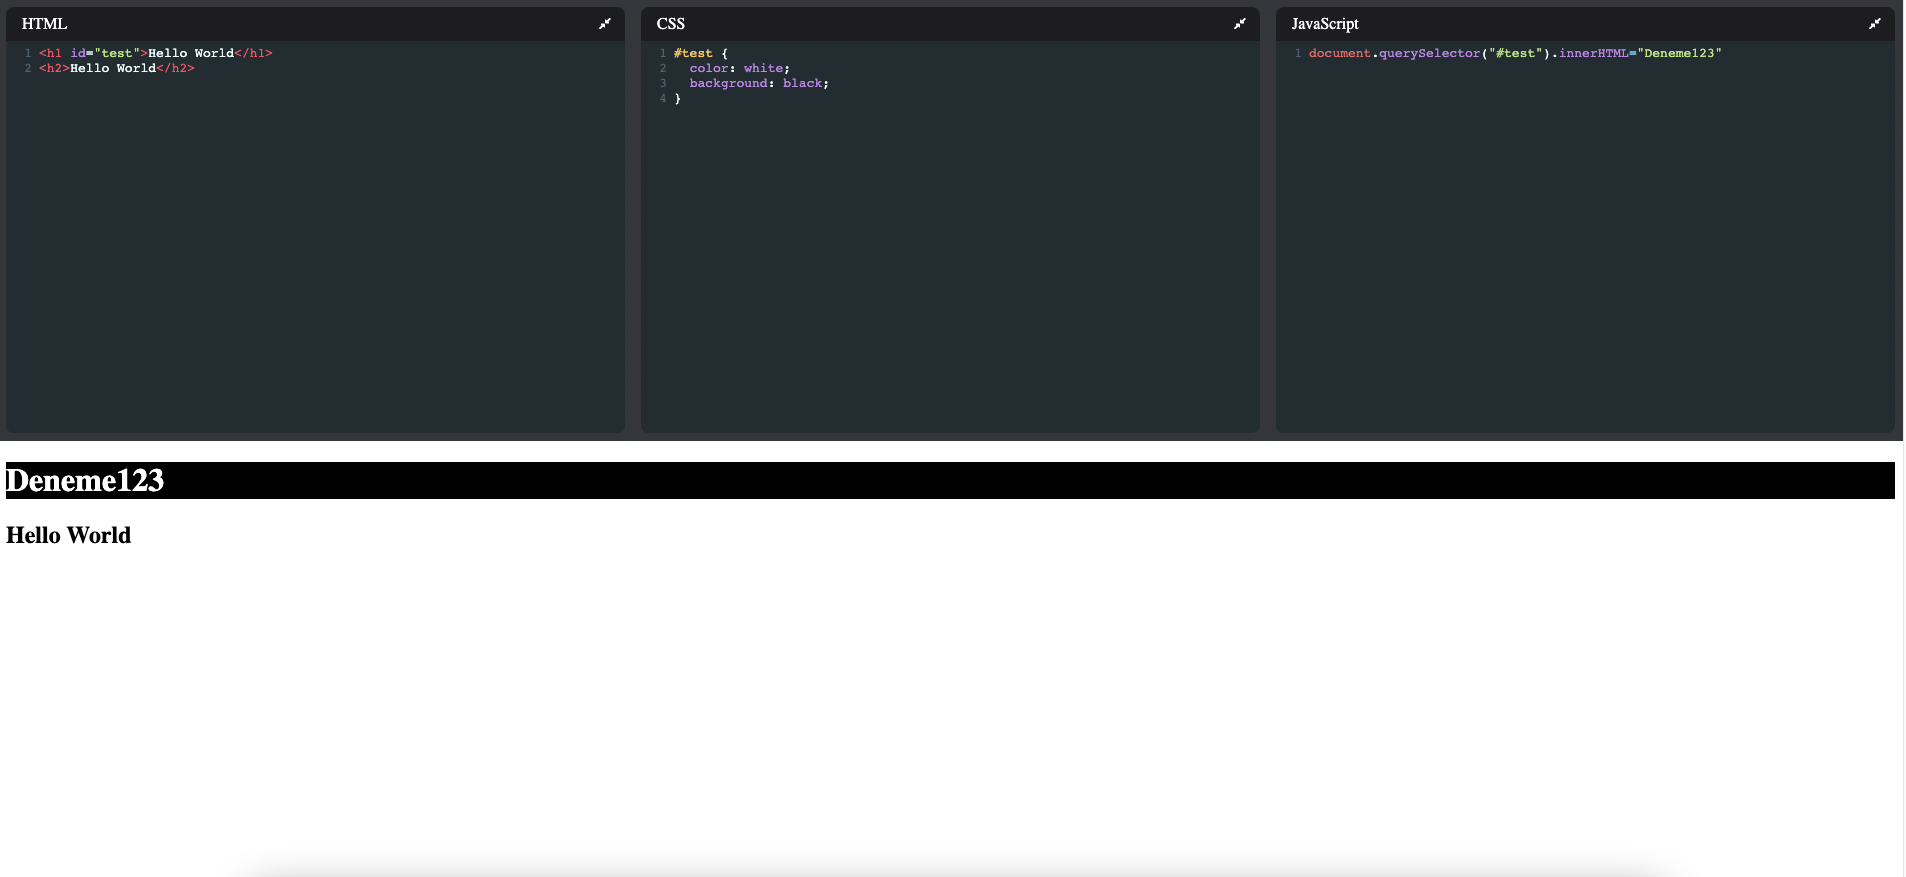 HTML
1 <h1 id="test">Hello World</h1>
2 <h2>Hello World</h2>
CSS
1 #test {
2   color: white;
3   background: black;
4 }
JavaScript
1 document.querySelector("#test").innerHTML="Deneme123"
Deneme123
Hello World